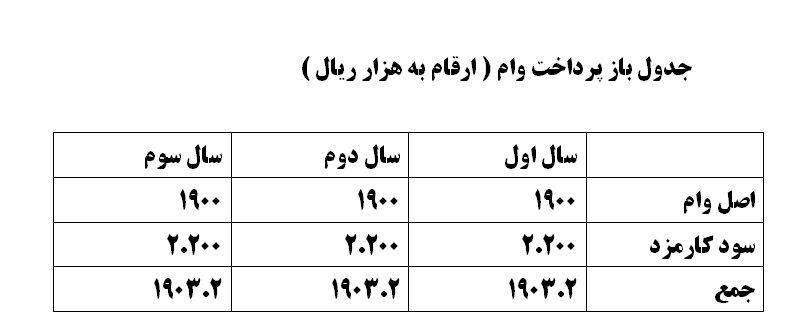 جدول باز پرداخت وام ( ارقام به هزار ریال )
سال اول سال دوم سال سوم
اصل وام ۱۹۰۰ ۱۹۰۰ ۱۹۰۰
سود کارمزد ۲.۲۰۰ ۲.۲۰۰ ۲.۲۰۰
جمع ۱۹۰۳.۲ ۱۹۰۳.۲ ۱۹۰۳.۲